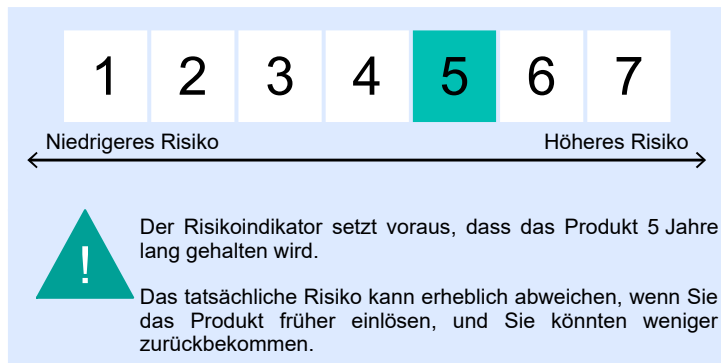 1 2 3 4 5 6 7
Niedrigeres Risiko Höheres Risiko
!
Der Risikoindikator setzt voraus, dass das Produkt 5 Jahre
lang gehalten wird.
Das tatsächliche Risiko kann erheblich abweichen, wenn Sie
das Produkt früher einlösen, und Sie könnten weniger
zurückbekommen.